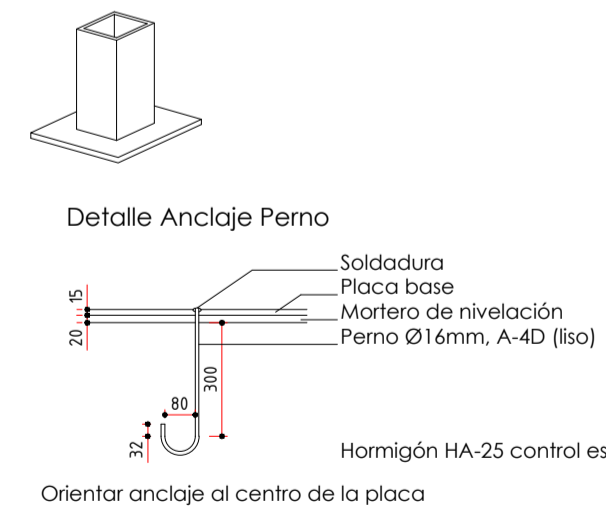 Detalle Anclaje Perno
Soldadura
Placa base
Mortero de nivelación
Perno Ø16mm, A-4D (liso)
15
20
300
80
32
Hormigón HA-25 control es
Orientar anclaje al centro de la placa